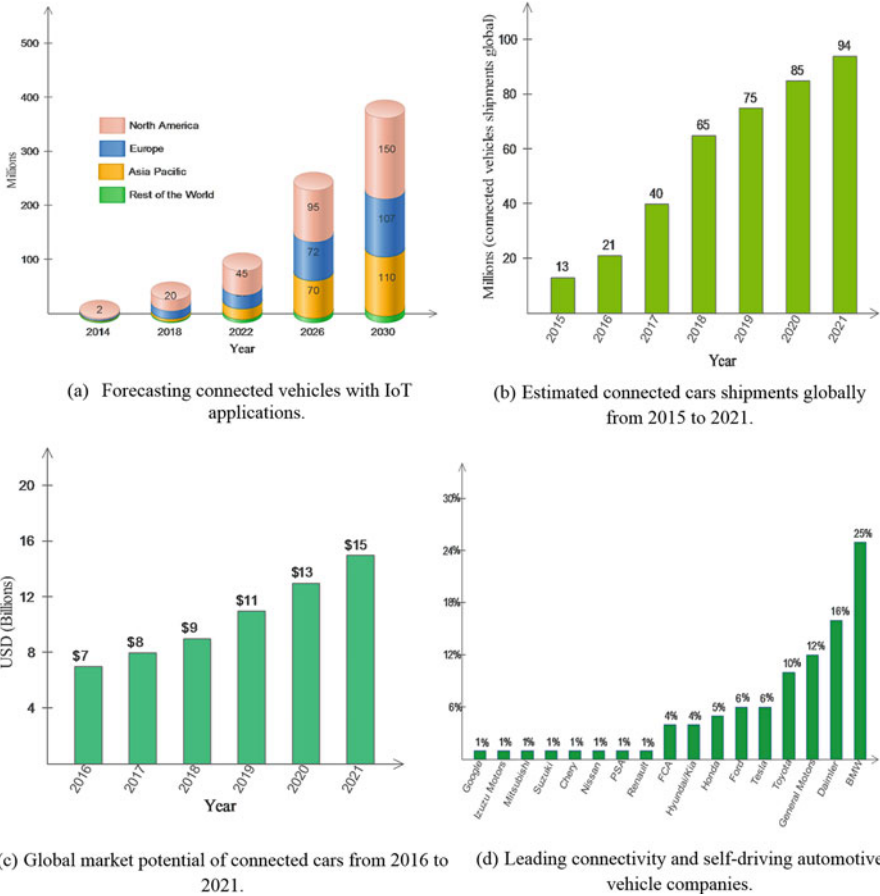 500
400
300
200
100
Millions
North America
Europe
Asia Pacific
Rest of the World
2
20
45
95
72
70
150
107
110
2014 2018 2022 2026 2030
Year
(a) Forecasting connected vehicles with IoT
applications.
100
80
60
40
20
Millions (connected vehicles shipments global)
13 21 40 65 75 85 94
2015 2016 2017 2018 2019 2020 2021
Year
(b) Estimated connected cars shipments globally
from 2015 to 2021.
20
16
12
8
4
USD (Billions)
$7 $8 $9 $11 $13 $15
2016 2017 2018 2019 2020 2021
Year
(c) Global market potential of connected cars from 2016 to
2021.
30%
24%
18%
12%
6%
1% 1% 1% 1% 1% 1% 1% 1% 4% 4% 5% 6% 6% 10% 12% 16% 25%
Google Izuzu Motors Mitsubishi Suzuki Chery Nissan PSA Renault FCA Hyundai/Kia Honda Ford Tesla Toyota General Motors Daimler BMW
(d) Leading connectivity and self-driving automotive
vehicle companies.